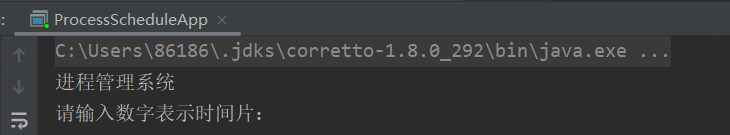 : ProcessScheduleApp ×
C:\Users\86186\.jdks\corretto-1.8.0_292\bin\java.exe ...
进程管理系统
请输入数字表示时间片: